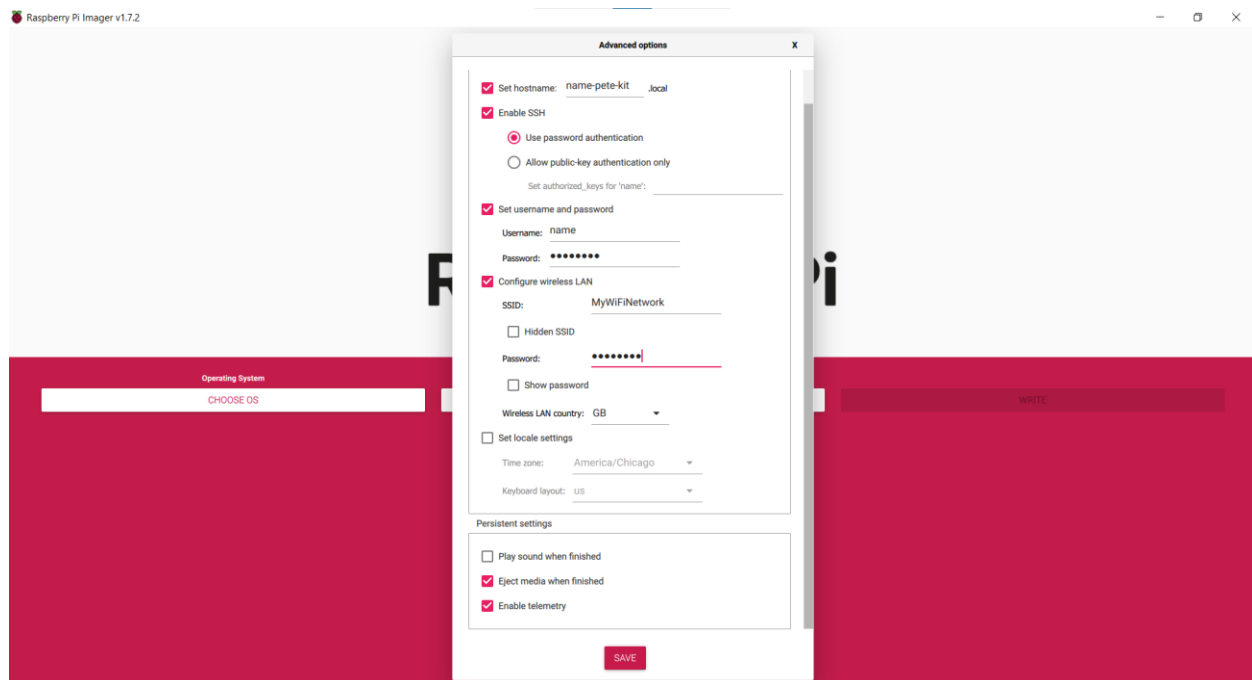 Raspberry Pi Imager v1.7.2
Advanced options X
Set hostname: name-pete-kit .local
Enable SSH
Use password authentication
Allow public-key authentication only
Set authorized_keys for 'name':
Set username and password
Username: name
Password: ••••••••
Configure wireless LAN
SSID: MyWiFiNetwork
Hidden SSID
Password: ••••••••
Show password
Wireless LAN country: GB
Set locale settings
Time zone: America/Chicago
Keyboard layout: us
Persistent settings
Play sound when finished
Eject media when finished
Enable telemetry
SAVE
R Pi
Operating System
CHOOSE OS WRITE